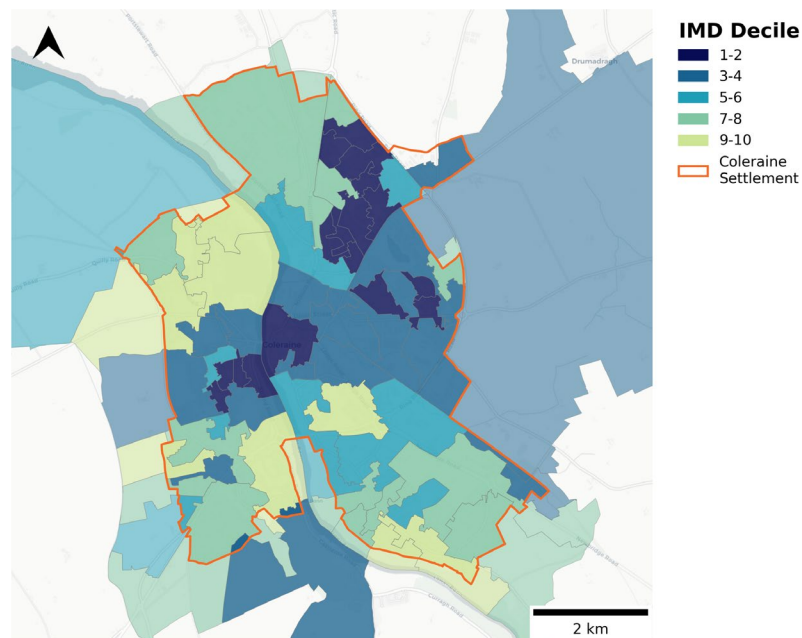 IMD Decile
1-2
3-4
5-6
7-8
9-10
Coleraine
Settlement
Drumadragh
Coleraine
2 km